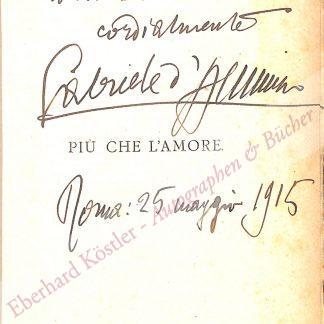 cordialmente
Gabriele d'Annunzio
PIÙ CHE L'AMORE.
Roma: 25 maggio 1915
Eberhard Köstler - Autographen & Bücher